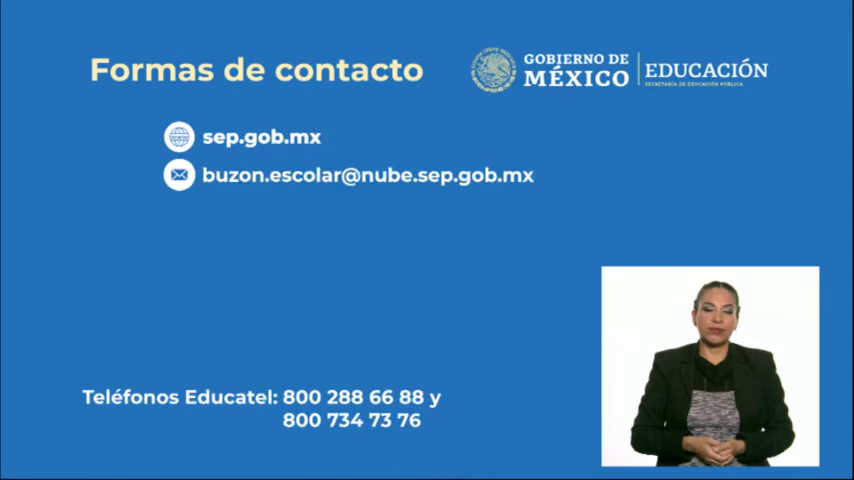 Formas de contacto
GOBIERNO DE
MÉXICO
EDUCACIÓN
SECRETARÍA DE EDUCACIÓN PÚBLICA
sep.gob.mx
buzon.escolar@nube.sep.gob.mx
Teléfonos Educatel: 800 288 66 88 y
800 734 73 76